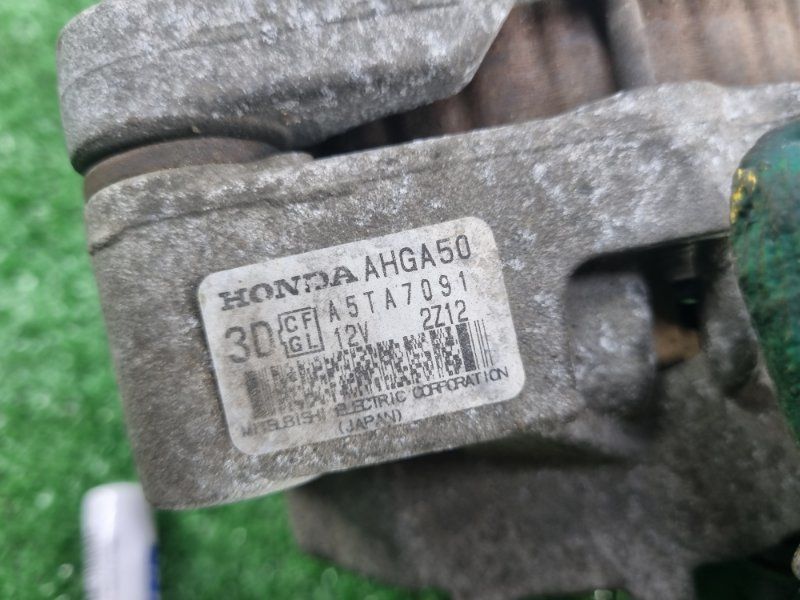 HONDA AHGA50
3D CF GL A5TA7091
12V 2Z12
MITSUBISHI ELECTRIC CORPORATION
(JAPAN)